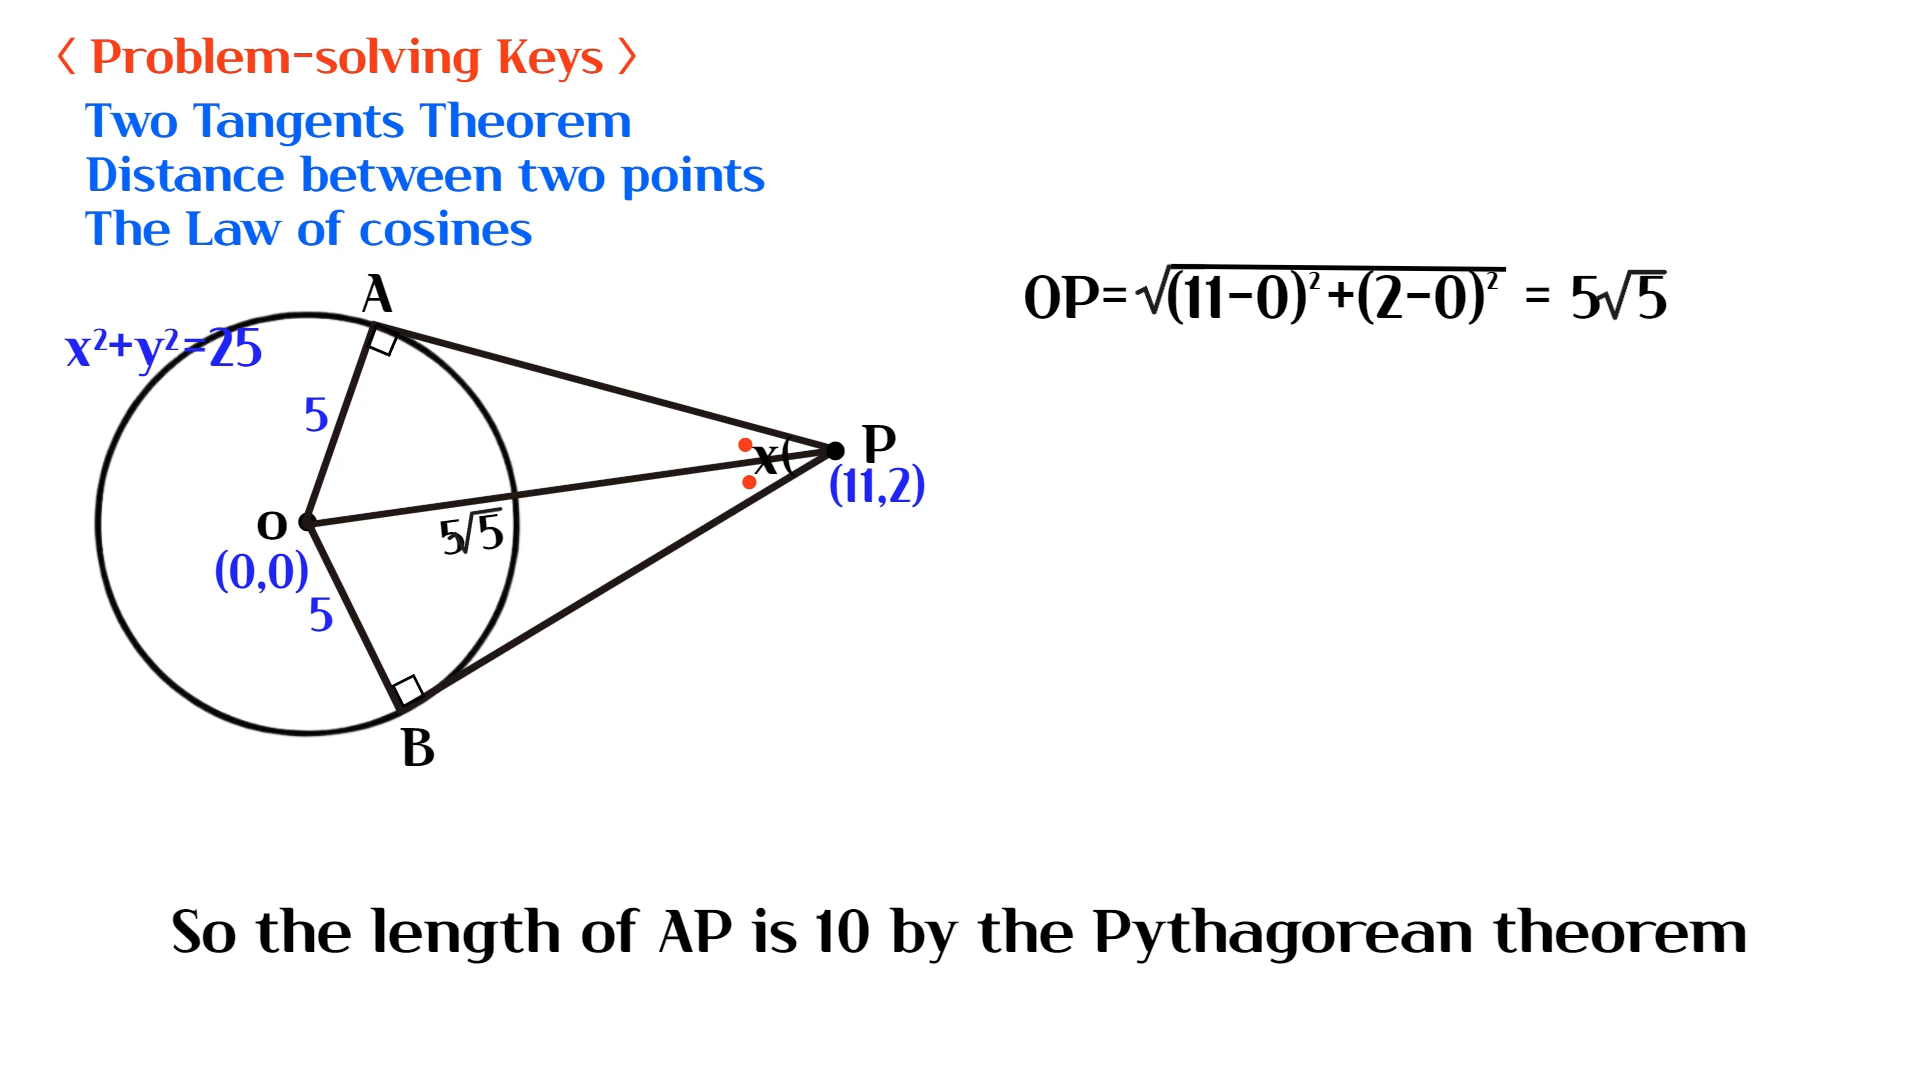 〈 Problem-solving Keys 〉
Two Tangents Theorem
Distance between two points
The Law of cosines
OP=√(11-0)²+(2-0)² = 5√5
A
x²+y²=25
5
x(
P
(11,2)
O
5√5
(0,0)
5
B
So the length of AP is 10 by the Pythagorean theorem